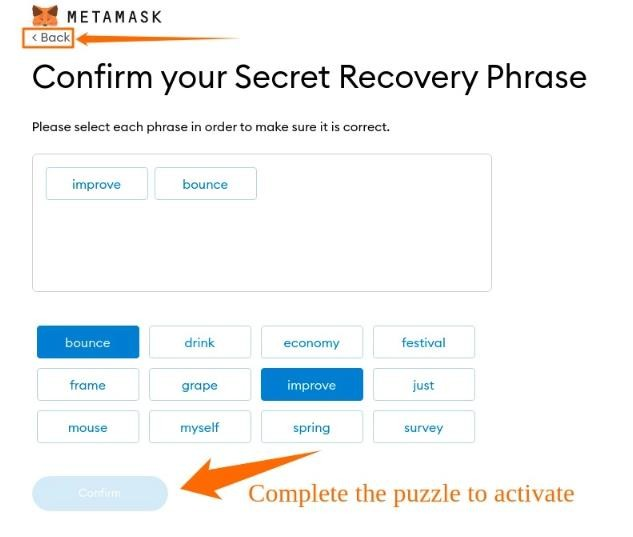 METAMASK
< Back
Confirm your Secret Recovery Phrase
Please select each phrase in order to make sure it is correct.
improve bounce
bounce drink economy festival
frame grape improve just
mouse myself spring survey
Confirm
Complete the puzzle to activate